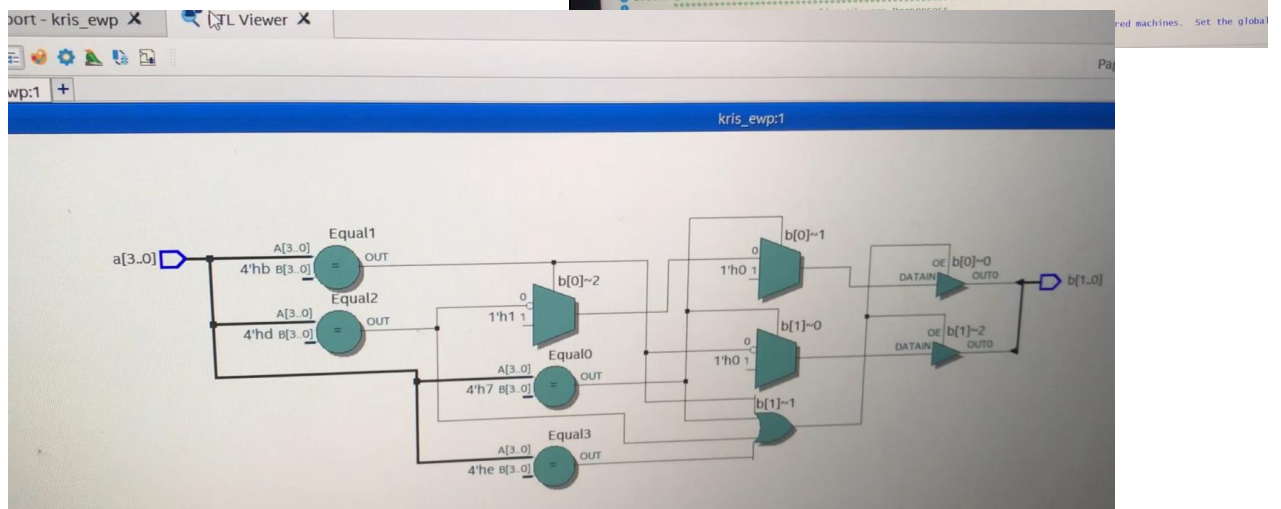 port - kris_ewp X
RTL Viewer X
red machines. Set the global
Pa
wp:1 +
kris_ewp:1
a[3..0]
Equal1
A[3..0]
4'hb B[3..0]
=
OUT
Equal2
A[3..0]
4'hd B[3..0]
=
OUT
b[0]~2
0
1'h1 1
Equal0
A[3..0]
4'h7 B[3..0]
=
OUT
Equal3
A[3..0]
4'he B[3..0]
=
OUT
b[0]~1
0
1'h0 1
b[1]~0
0
1'h0 1
b[1]~1
OE b[0]~0
DATAIN OUT0
OE b[1]~2
DATAIN OUT0
b[1..0]